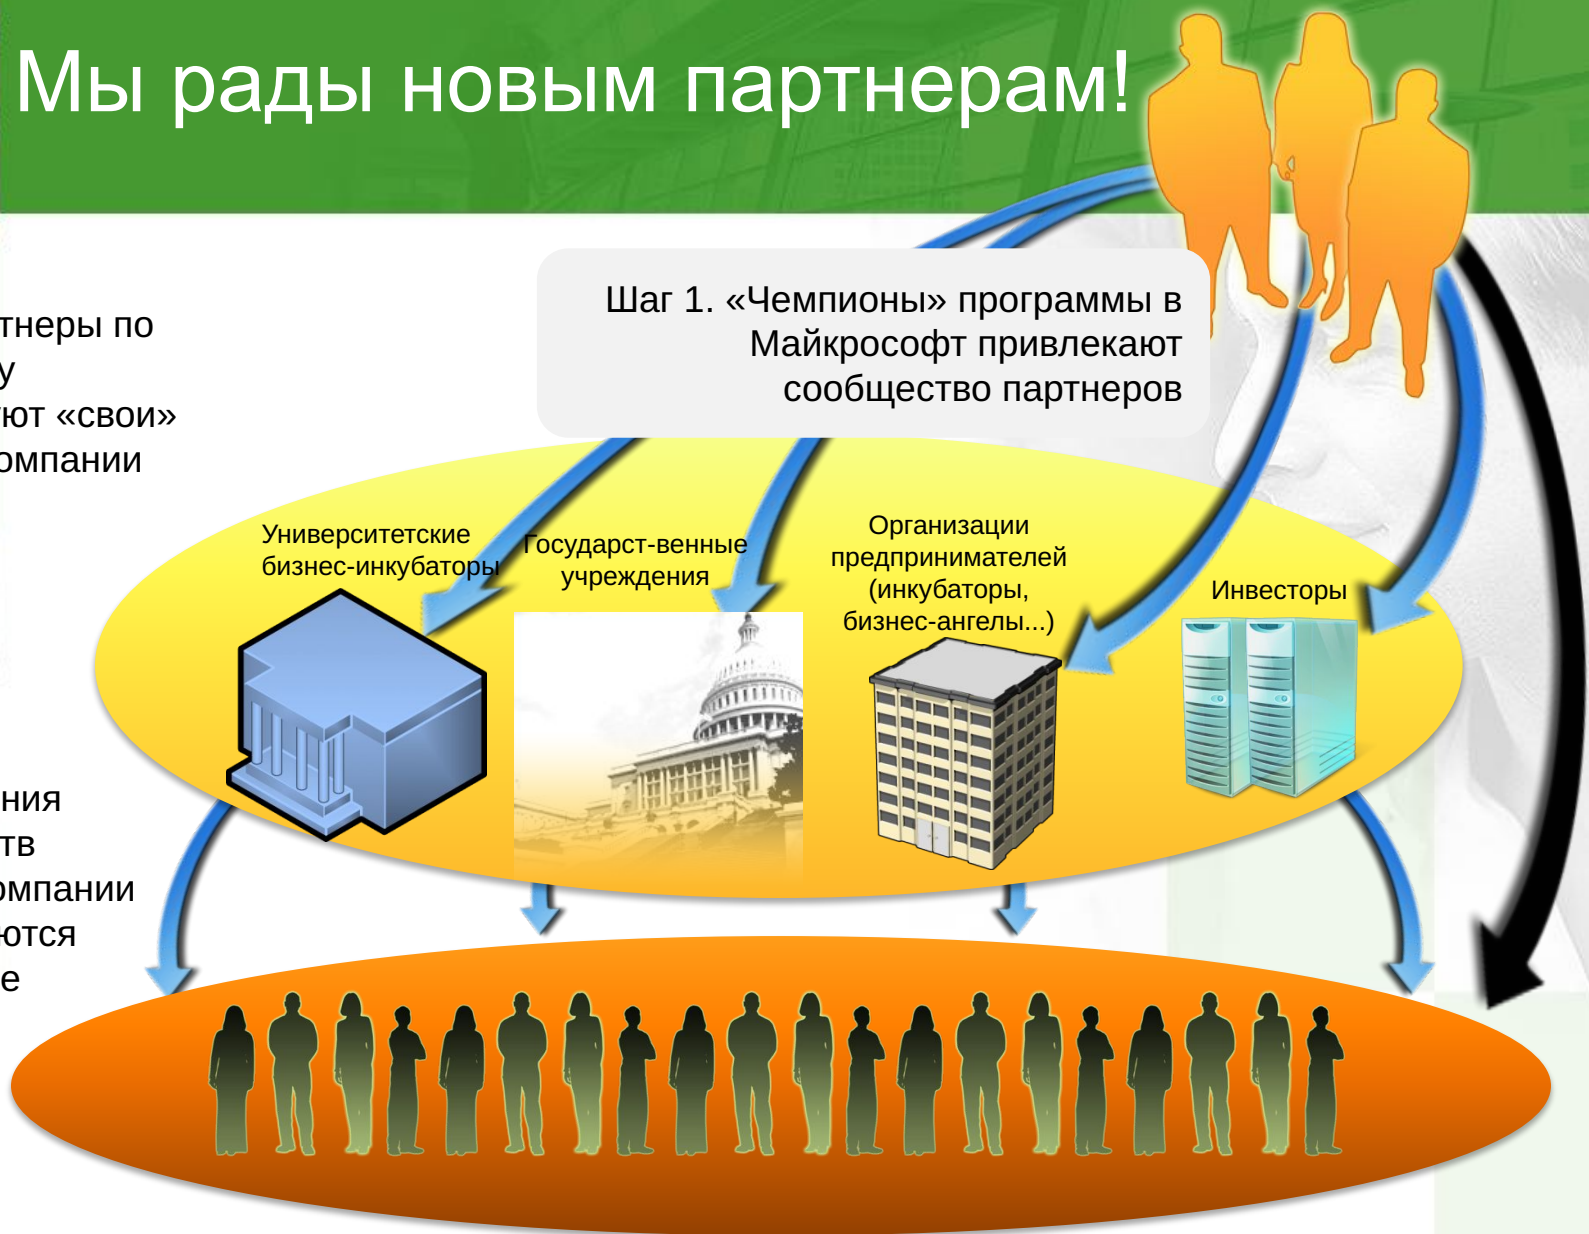 Мы рады новым партнерам!
Шаг 1. «Чемпионы» программы в
Майкрософт привлекают
сообщество партнеров
тнеры по
у
ют «свои»
омпании
Университетские
бизнес-инкубаторы
Государст-венные
учреждения
Организации
предпринимателей
(инкубаторы,
бизнес-ангелы...)
Инвесторы
ния
тв
омпании
ются
е